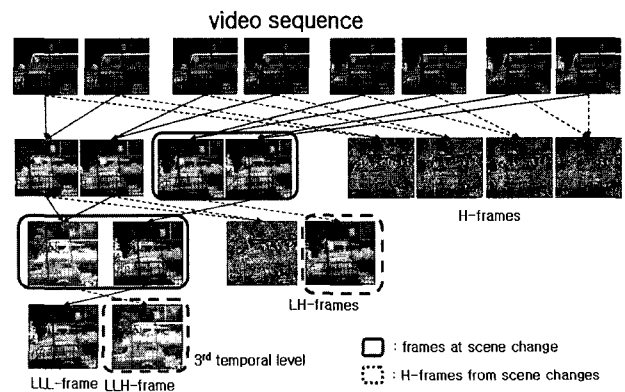 video sequence
H-frames
LH-frames
3rd temporal level
LLL-frame LLH-frame
: frames at scene change
: H-frames from scene changes